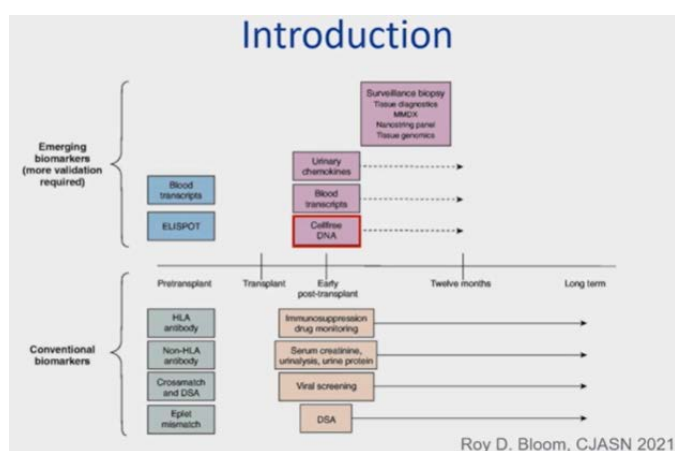 Introduction
Surveillance biopsy
Tissue diagnostics
MMDX
Nanostring panel
Tissue genomics
Emerging
biomarkers
(more validation
required)
Urinary
chemokines
Blood
transcripts
Blood
transcripts
ELISPOT
Cellfree
DNA
Pretransplant
Transplant
Early
post-transplant
Twelve months
Long term
Conventional
biomarkers
HLA
antibody
Immunosuppression
drug monitoring
Non-HLA
antibody
Serum creatinine,
urinalysis, urine protein
Crossmatch
and DSA
Viral screening
Eplet
mismatch
DSA
Roy D. Bloom, CJASN 2021